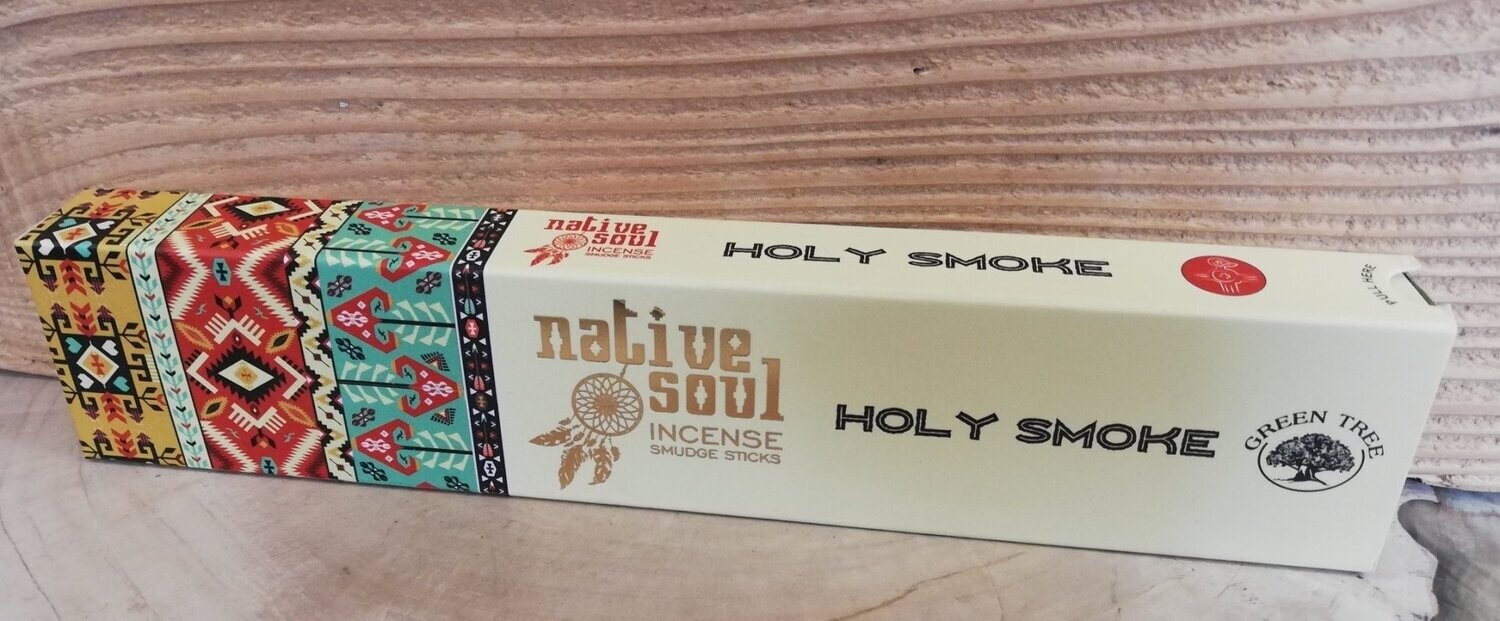 native
soul
INCENSE
SMUDGE STICKS
HOLY SMOKE
PULL HERE
native
soul
INCENSE
SMUDGE STICKS
HOLY SMOKE
GREEN TREE